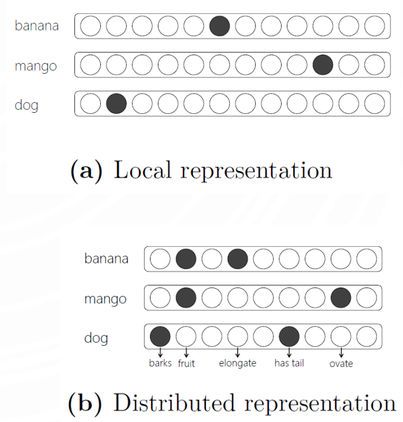 banana
mango
dog
(a) Local representation
banana
mango
dog
barks fruit elongate has tail ovate
(b) Distributed representation